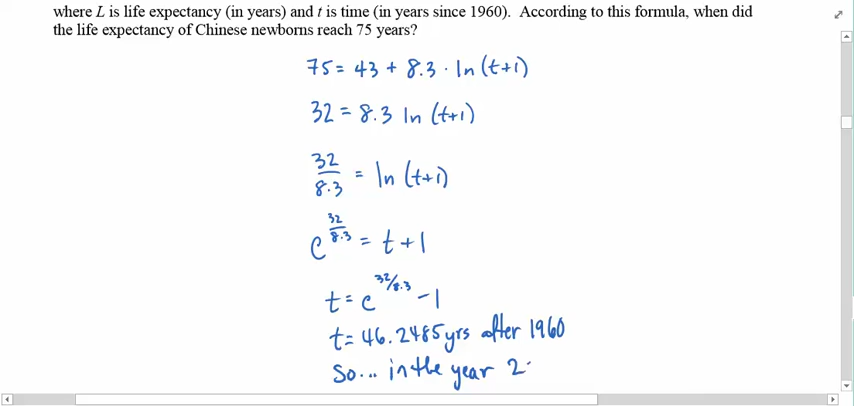 where L is life expectancy (in years) and t is time (in years since 1960).  According to this formula, when did
the life expectancy of Chinese newborns reach 75 years?
75 = 43 + 8.3 · ln (t+1)
32 = 8.3 ln (t+1)
32/8.3 = ln (t+1)
e^(32/8.3) = t + 1
t = e^(32/8.3) - 1
t = 46.2485 yrs after 1960
So... in the year 2